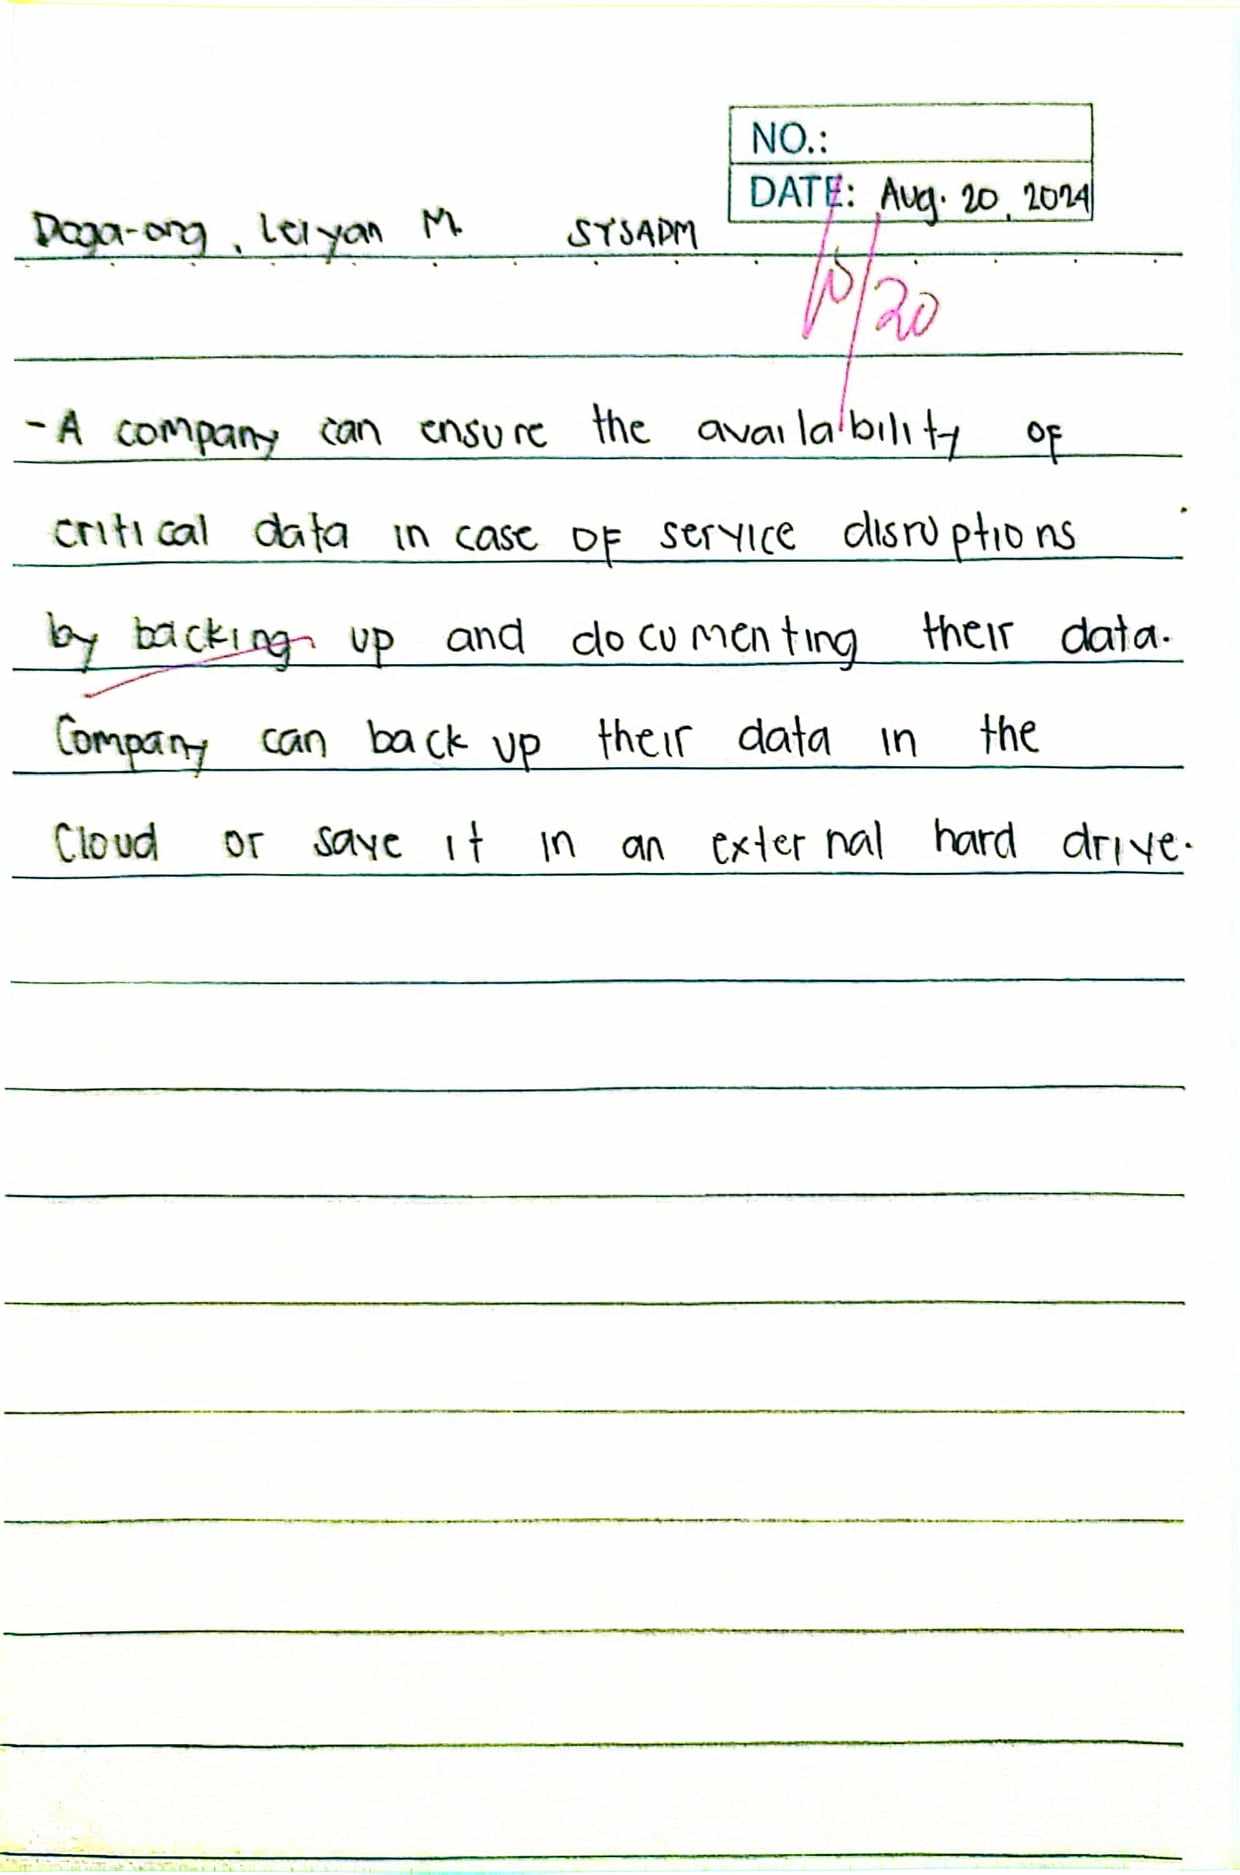 NO.:
DATE: Aug. 20, 2024
Doga-ong, Leiyan M. SYSADM
15/20
- A company can ensure the availability of
critical data in case of service disruptions
by backing up and documenting their data.
Company can back up their data in the
Cloud or save it in an external hard drive.